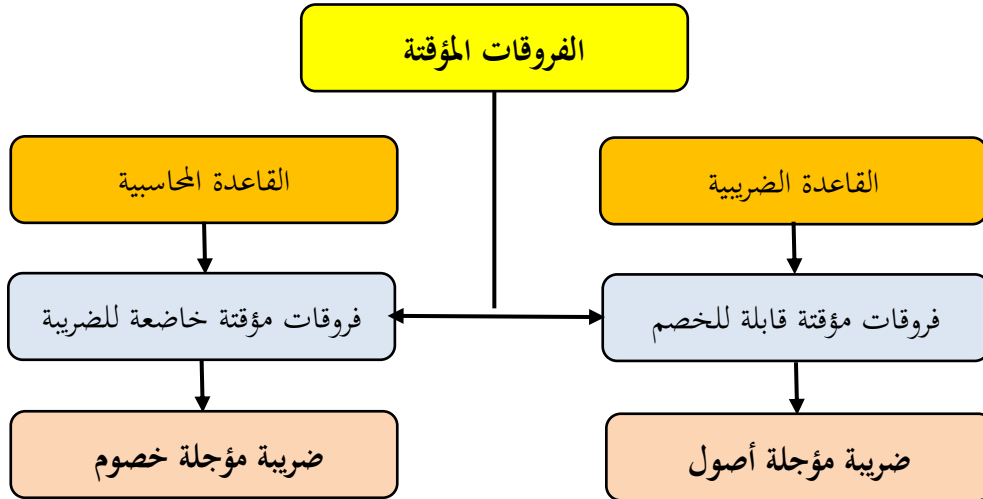 الفروقات المؤقتة
القاعدة الضريبية
القاعدة المحاسبية
فروقات مؤقتة قابلة للخصم
فروقات مؤقتة خاضعة للضريبة
ضريبة مؤجلة أصول
ضريبة مؤجلة خصوم